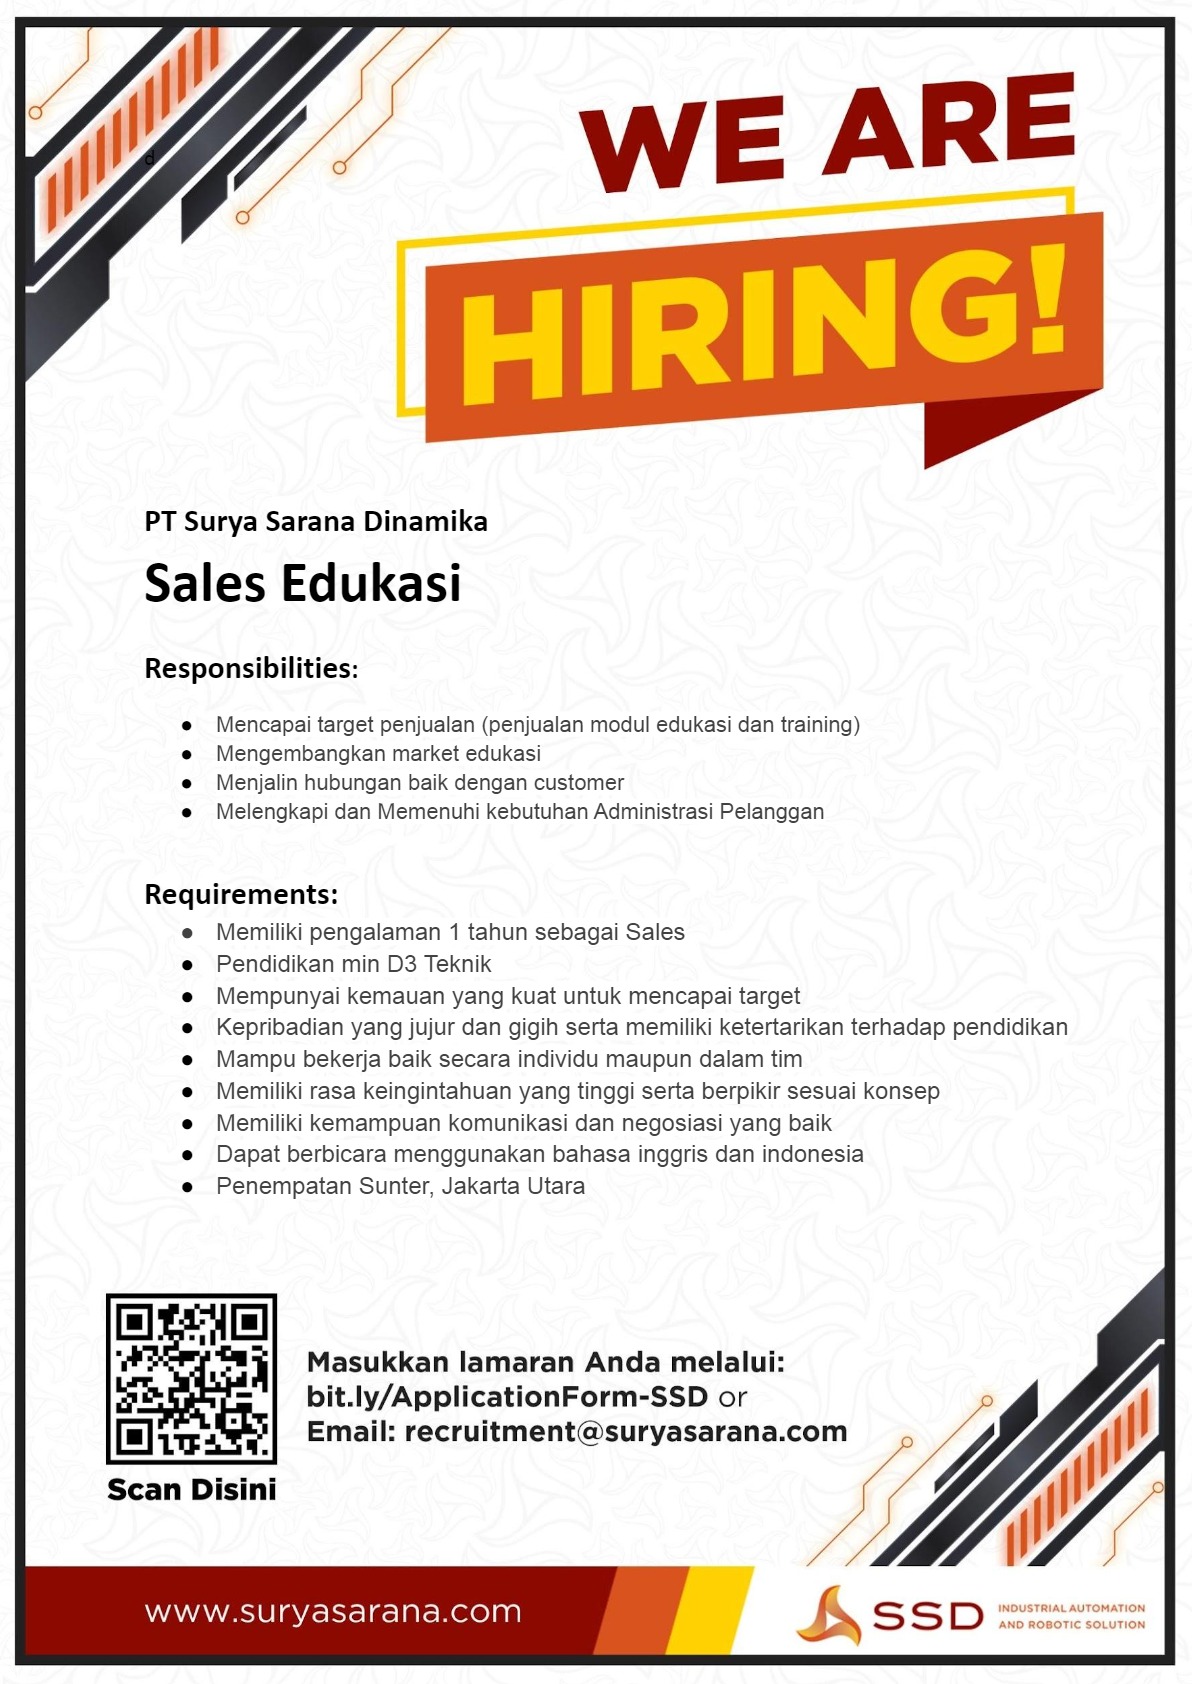 d
WE ARE
HIRING!
PT Surya Sarana Dinamika
Sales Edukasi
Responsibilities:
● Mencapai target penjualan (penjualan modul edukasi dan training)
● Mengembangkan market edukasi
● Menjalin hubungan baik dengan customer
● Melengkapi dan Memenuhi kebutuhan Administrasi Pelanggan
Requirements:
● Memiliki pengalaman 1 tahun sebagai Sales
● Pendidikan min D3 Teknik
● Mempunyai kemauan yang kuat untuk mencapai target
● Kepribadian yang jujur dan gigih serta memiliki ketertarikan terhadap pendidikan
● Mampu bekerja baik secara individu maupun dalam tim
● Memiliki rasa keingintahuan yang tinggi serta berpikir sesuai konsep
● Memiliki kemampuan komunikasi dan negosiasi yang baik
● Dapat berbicara menggunakan bahasa inggris dan indonesia
● Penempatan Sunter, Jakarta Utara
Masukkan lamaran Anda melalui:
bit.ly/ApplicationForm-SSD or
Email: recruitment@suryasarana.com
Scan Disini
www.suryasarana.com
SSD
INDUSTRIAL AUTOMATION
AND ROBOTIC SOLUTION